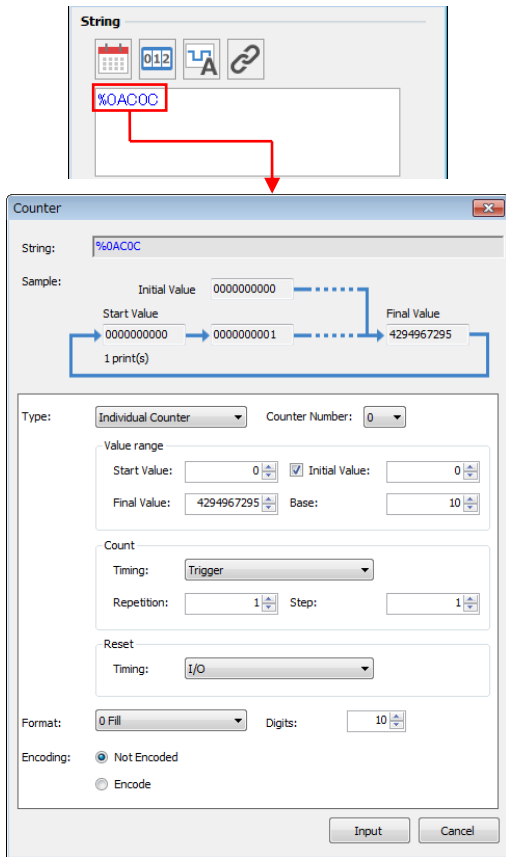 String
012
A
%0AC0C
Counter
String: %0AC0C
Sample:
Initial Value 0000000000
Start Value Final Value
0000000000 0000000001 4294967295
1 print(s)
Type: Individual Counter Counter Number: 0
Value range
Start Value: 0 Initial Value: 0
Final Value: 4294967295 Base: 10
Count
Timing: Trigger
Repetition: 1 Step: 1
Reset
Timing: I/O
Format: 0 Fill Digits: 10
Encoding: Not Encoded
Encode
Input Cancel